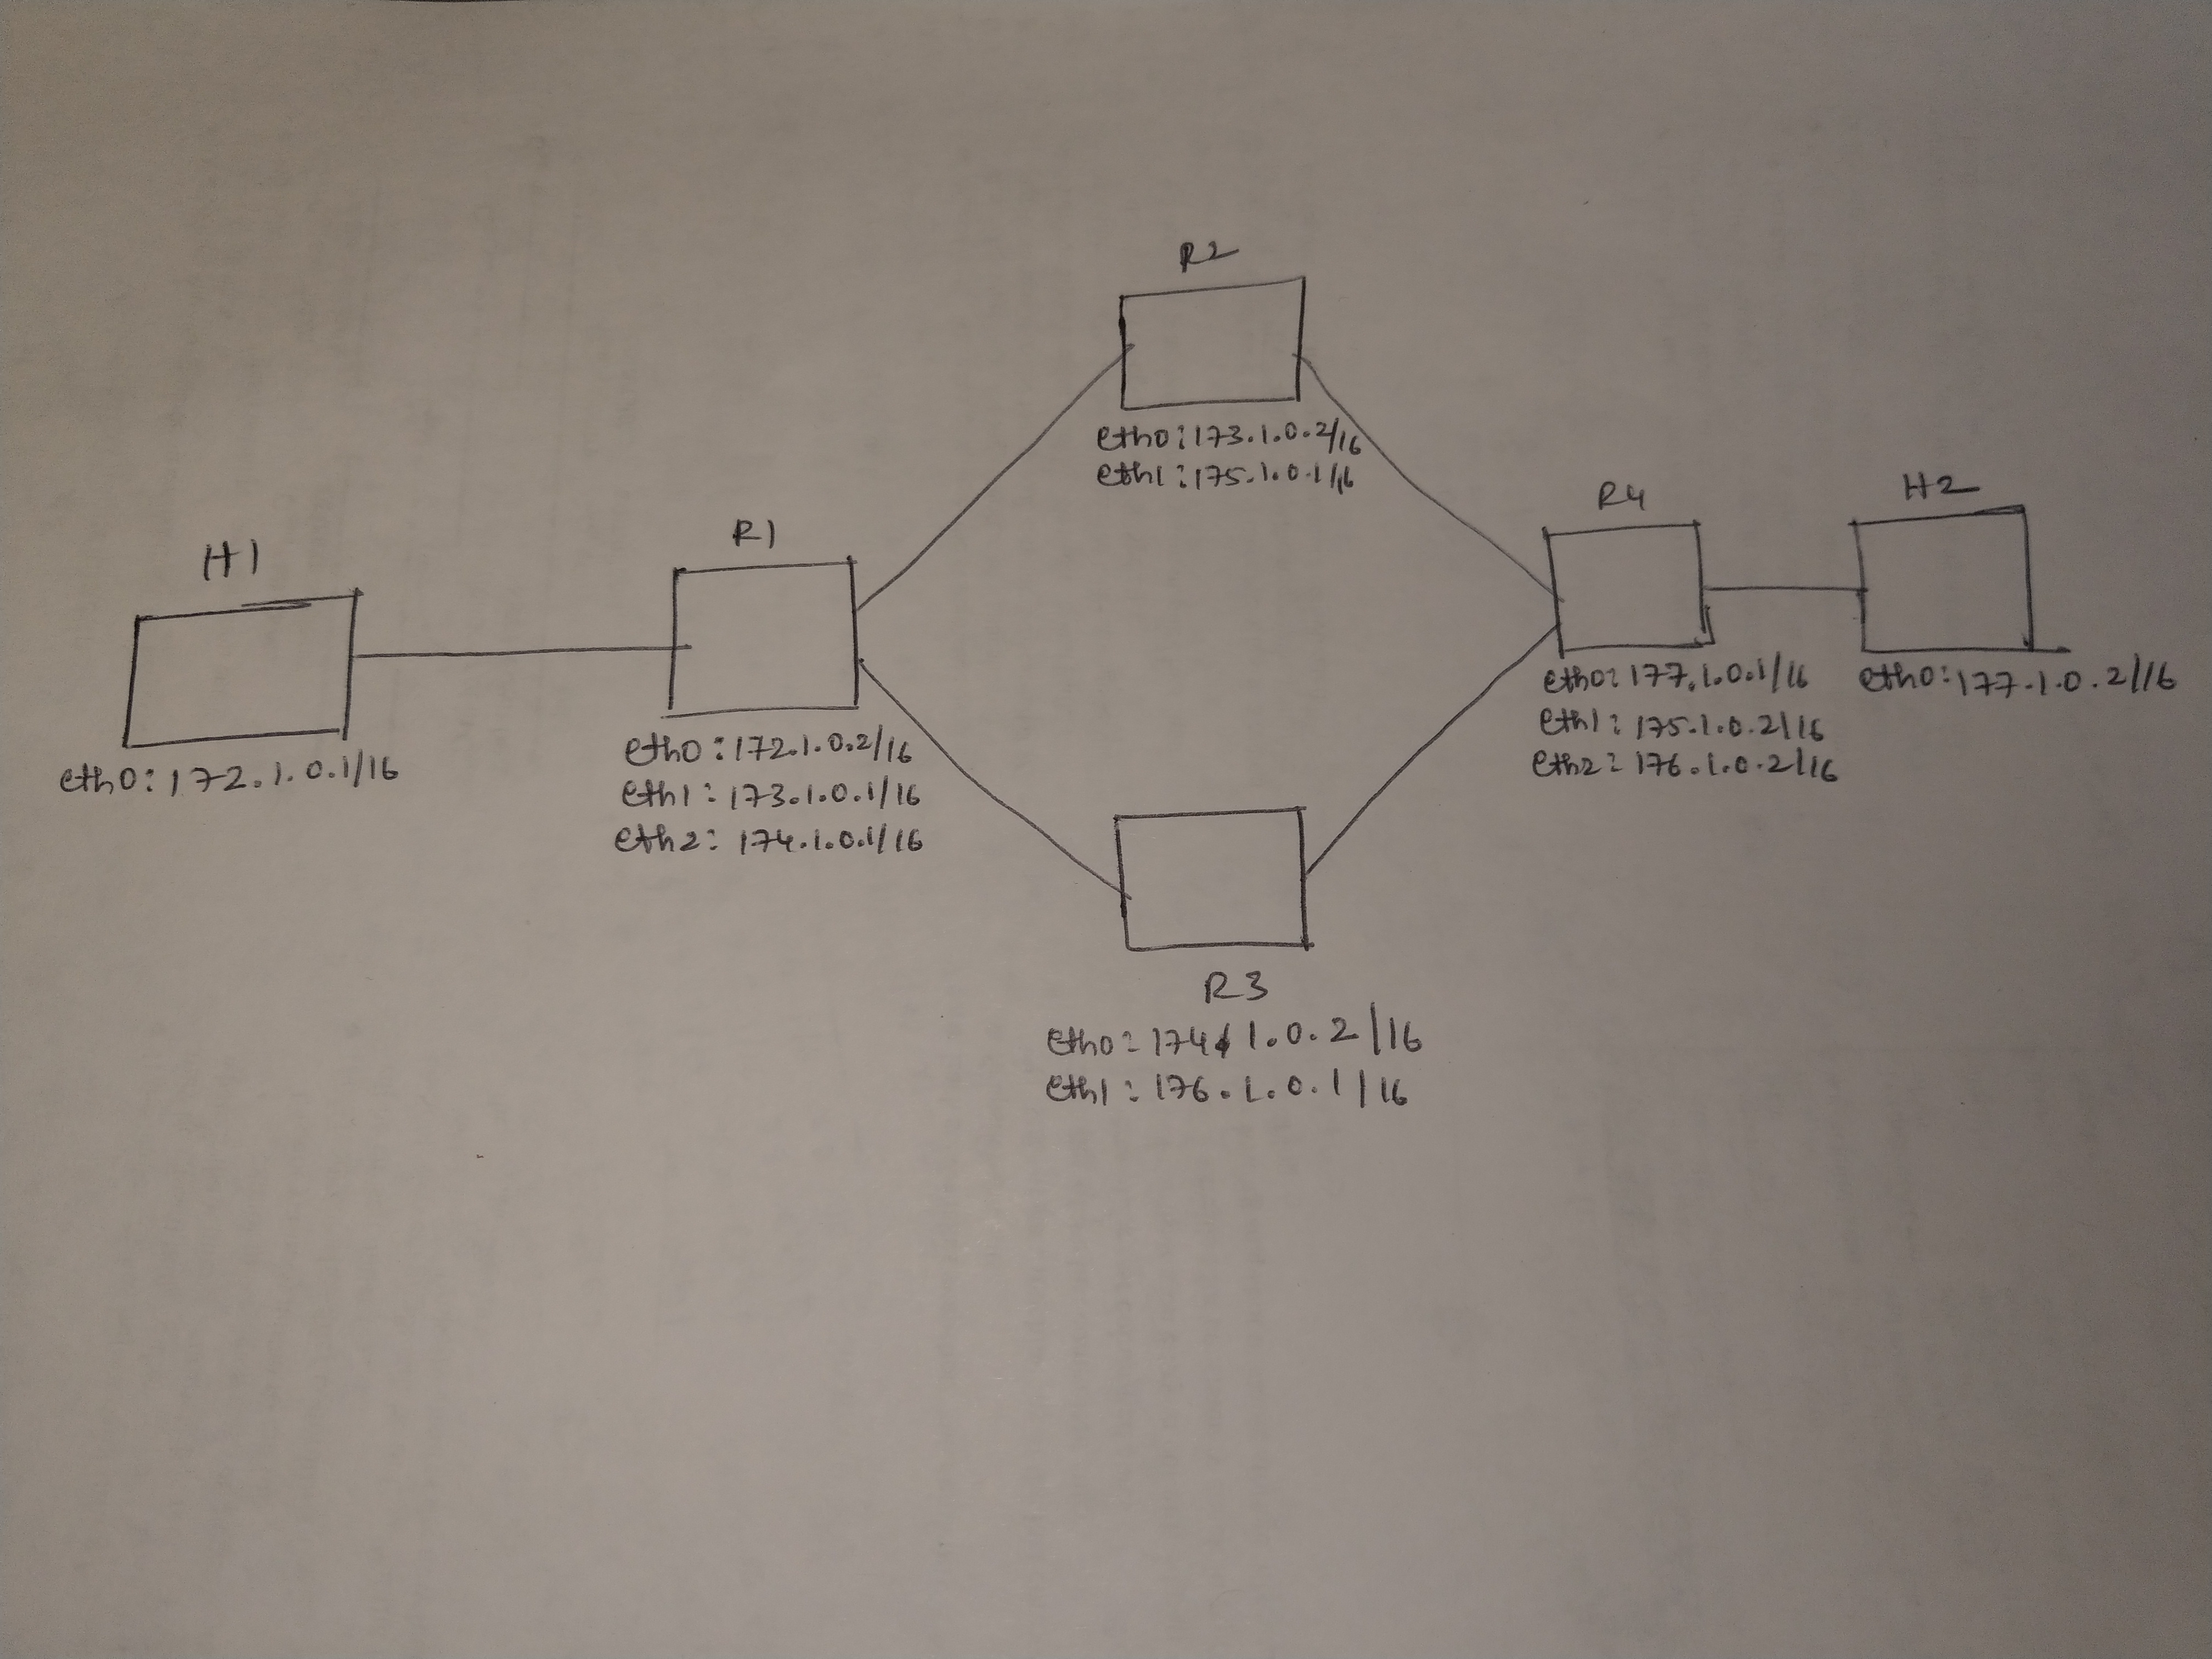 H1
eth0: 172.1.0.1/16
R1
eth0: 172.1.0.2/16
eth1: 173.1.0.1/16
eth2: 174.1.0.1/16
R2
eth0: 173.1.0.2/16
eth1: 175.1.0.1/16
R3
eth0: 174.1.0.2/16
eth1: 176.1.0.1/16
R4
eth0: 177.1.0.1/16
eth1: 175.1.0.2/16
eth2: 176.1.0.2/16
H2
eth0: 177.1.0.2/16